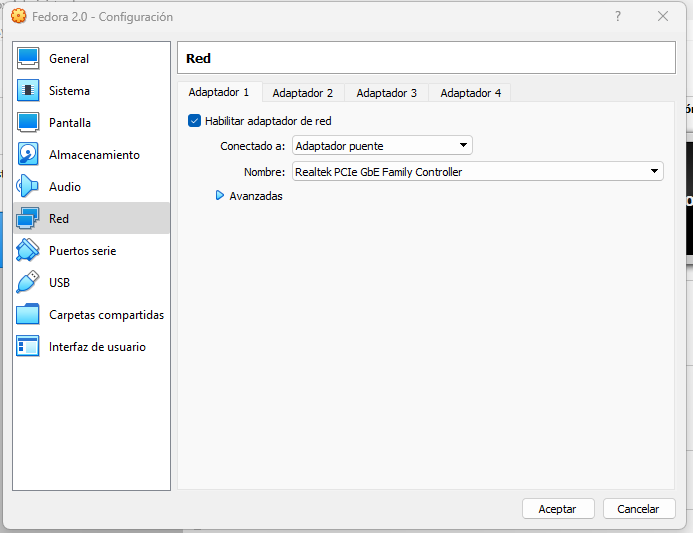 Fedora 2.0 - Configuración
?
General
Sistema
Pantalla
Almacenamiento
Audio
Red
Puertos serie
USB
Carpetas compartidas
Interfaz de usuario
Red
Adaptador 1 Adaptador 2 Adaptador 3 Adaptador 4
Habilitar adaptador de red
Conectado a: Adaptador puente
Nombre: Realtek PCIe GbE Family Controller
Avanzadas
Aceptar Cancelar